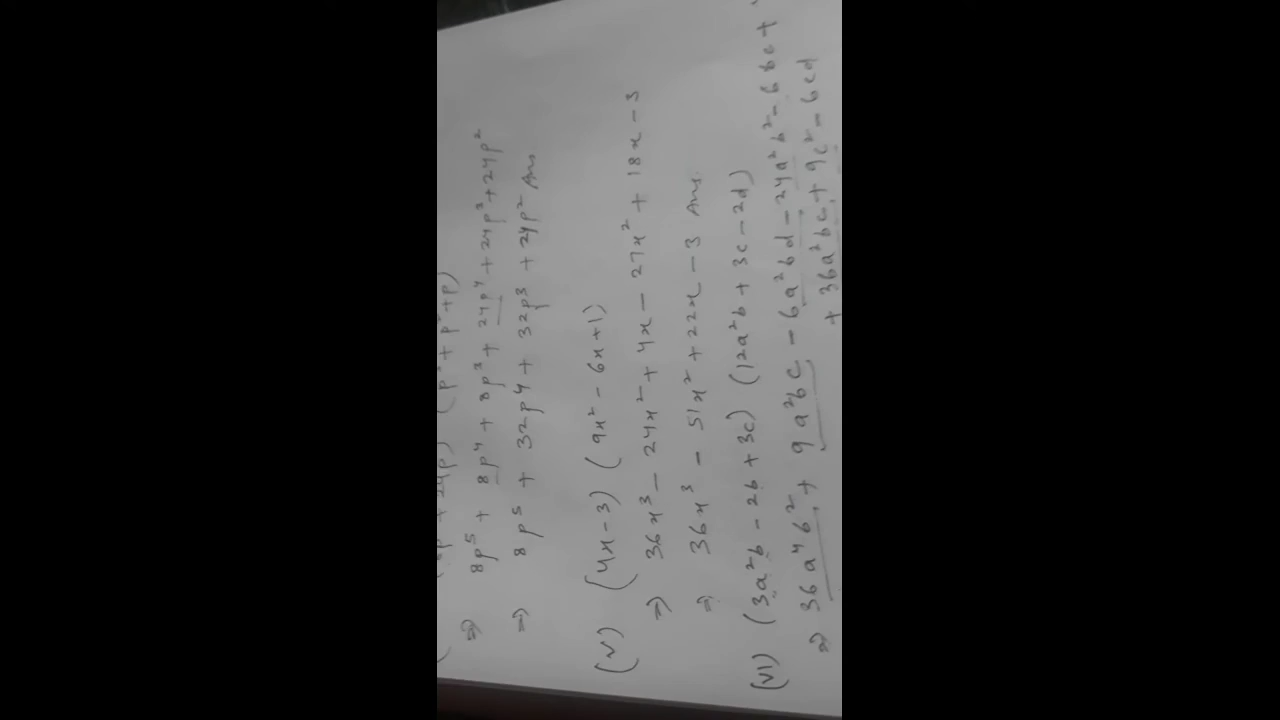 (p³ + p² + p)
⇒ 8p⁵ + 8p⁴ + 8p³ + 24p⁴ + 24p³ + 24p²
⇒ 8p⁵ + 32p⁴ + 32p³ + 24p² Ans
(V) (4x-3) (9x² - 6x+1)
⇒ 36x³ - 24x² + 4x - 27x² + 18x - 3
⇒ 36x³ - 51x² + 22x - 3 Ans.
(VI) (3a²b - 2b + 3c) (12a²b + 3c - 2d)
⇒ 36a⁴b² + 9a²bc - 6a²bd - 24a²b² - 6bc +
+ 36a²bc + 9c² - 6cd